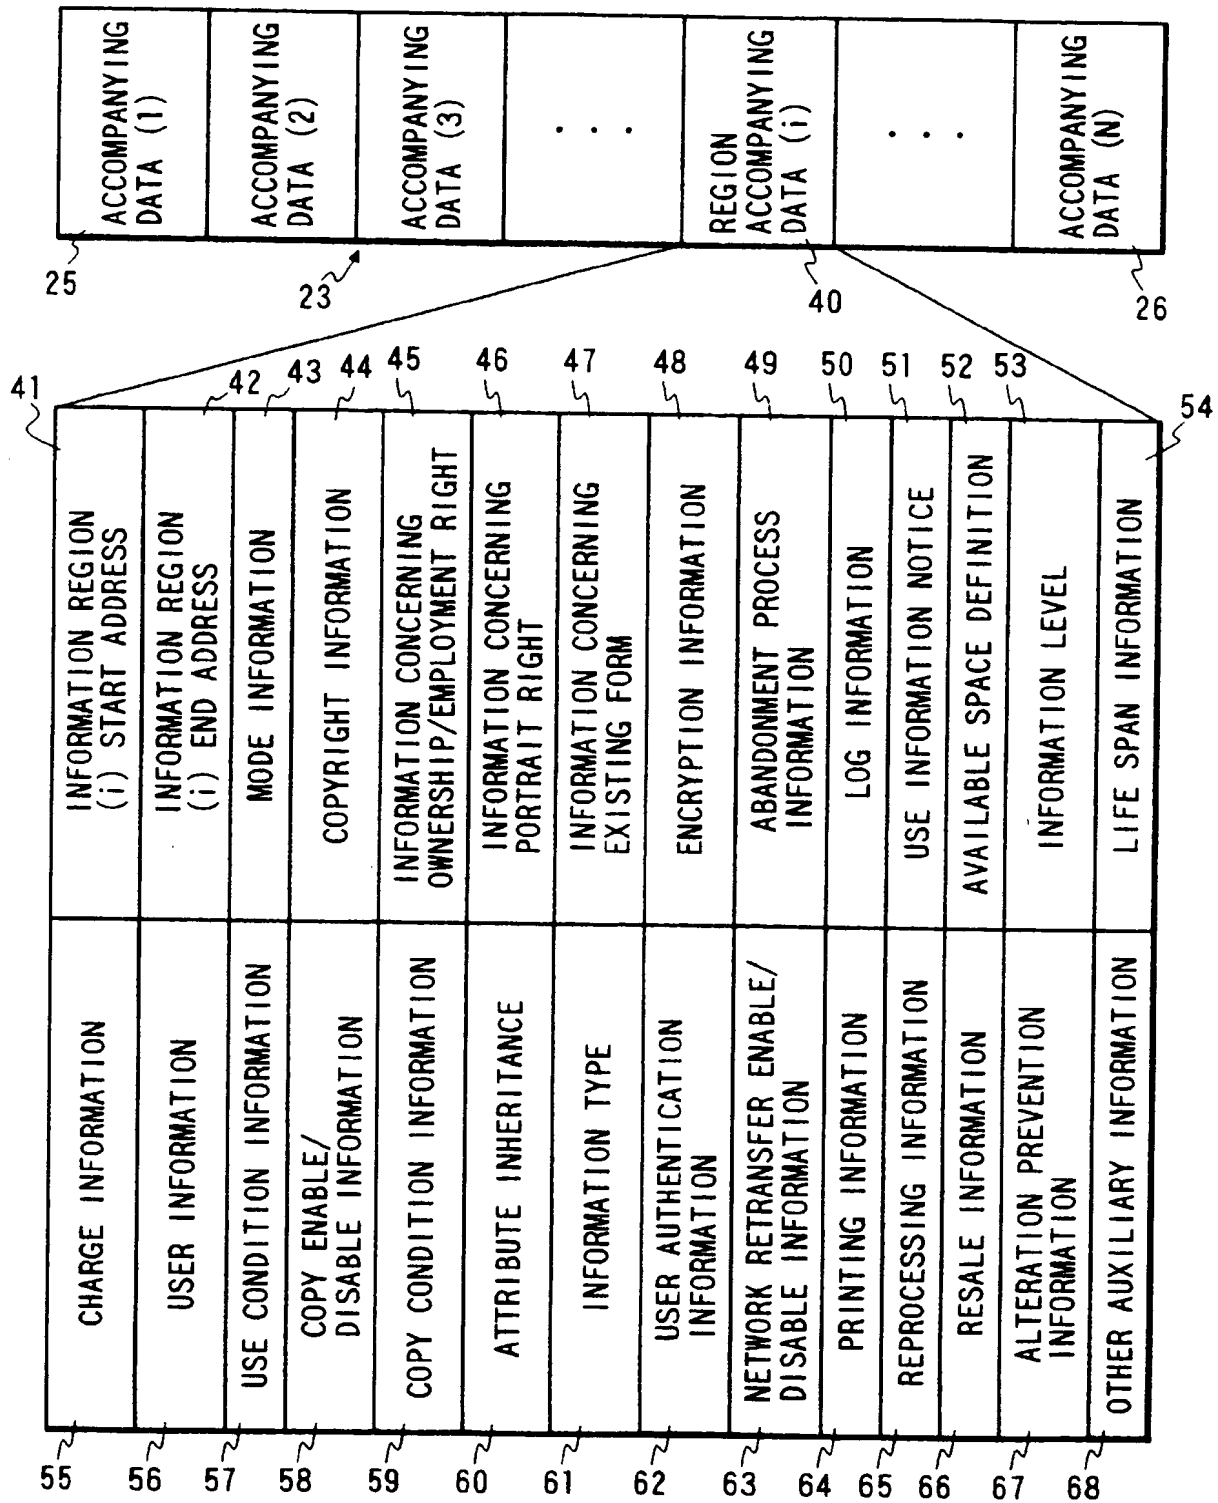 ACCOMPANYING
DATA (1)
ACCOMPANYING
DATA (2)
ACCOMPANYING
DATA (3)
. . .
REGION
ACCOMPANYING
DATA (i)
. . .
ACCOMPANYING
DATA (N)
25
23
40
26
41
42
43
44
45
46
47
48
49
50
51
52
53
54
INFORMATION REGION
(i) START ADDRESS
INFORMATION REGION
(i) END ADDRESS
MODE INFORMATION
COPYRIGHT INFORMATION
INFORMATION CONCERNING
OWNERSHIP/EMPLOYMENT RIGHT
INFORMATION CONCERNING
PORTRAIT RIGHT
INFORMATION CONCERNING
EXISTING FORM
ENCRYPTION INFORMATION
ABANDONMENT PROCESS
INFORMATION
LOG INFORMATION
USE INFORMATION NOTICE
AVAILABLE SPACE DEFINITION
INFORMATION LEVEL
LIFE SPAN INFORMATION
CHARGE INFORMATION
USER INFORMATION
USE CONDITION INFORMATION
COPY ENABLE/
DISABLE INFORMATION
COPY CONDITION INFORMATION
ATTRIBUTE INHERITANCE
INFORMATION TYPE
USER AUTHENTICATION
INFORMATION
NETWORK RETRANSFER ENABLE/
DISABLE INFORMATION
PRINTING INFORMATION
REPROCESSING INFORMATION
RESALE INFORMATION
ALTERATION PREVENTION
INFORMATION
OTHER AUXILIARY INFORMATION
55
56
57
58
59
60
61
62
63
64
65
66
67
68